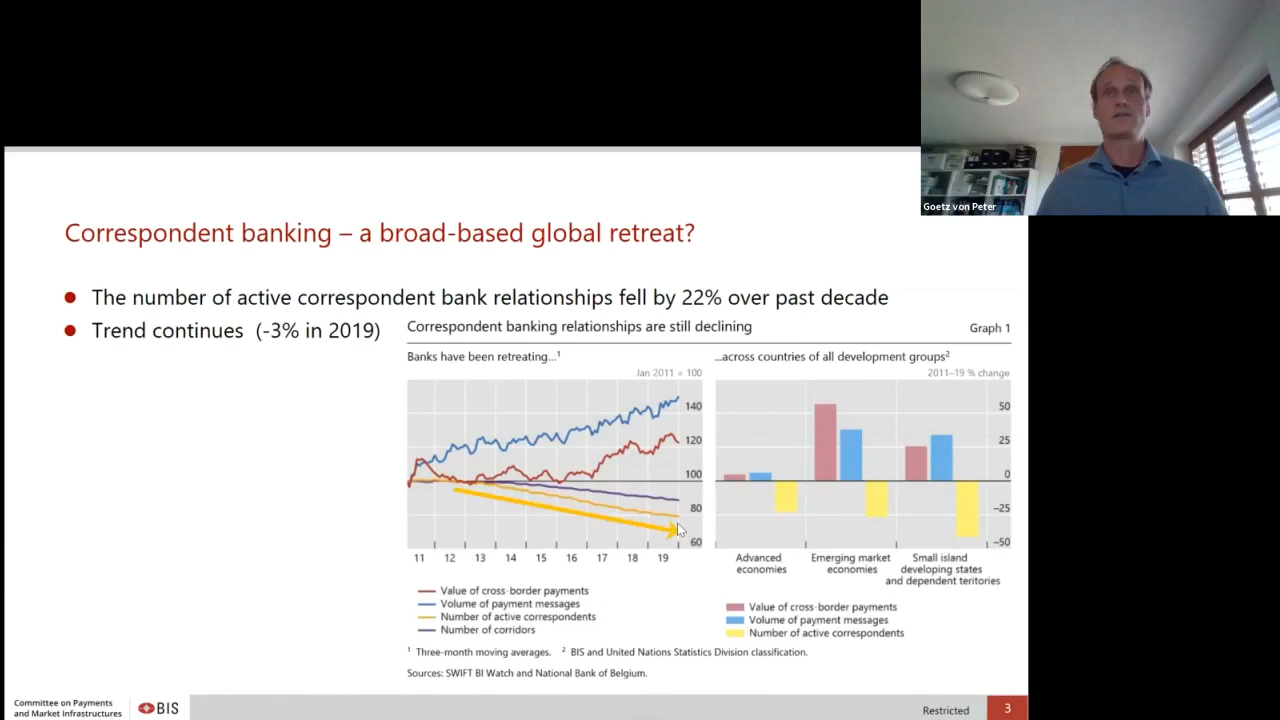 Goetz von Peter
Correspondent banking – a broad-based global retreat?
The number of active correspondent bank relationships fell by 22% over past decade
Trend continues (-3% in 2019)
Correspondent banking relationships are still declining
Graph 1
Banks have been retreating...1
Jan 2011 = 100
140
120
100
80
60
11 12 13 14 15 16 17 18 19
Value of cross-border payments
Volume of payment messages
Number of active correspondents
Number of corridors
...across countries of all development groups2
2011–19 % change
50
25
0
–25
–50
Advanced
economies
Emerging market
economies
Small island
developing states
and dependent teritories
Value of cross-border payments
Volume of payment messages
Number of active correspondents
1 Three-month moving averages. 2 BIS and United Nations Statistics Division classification.
Sources: SWIFT BI Watch and National Bank of Belgium.
Committee on Payments
and Market Infrastructures
BIS
Restricted
3